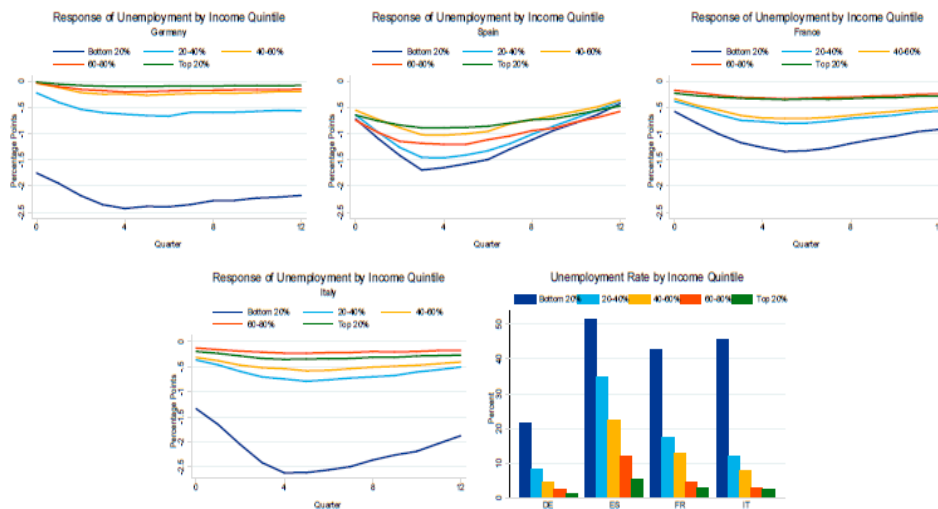 Response of Unemployment by Income Quintile
Germany
Bottom 20% 20-40% 40-60%
60-80% Top 20%
Percentage Points
0
-.5
-1
-1.5
-2
-2.5
0 4 8 12
Quarter
Response of Unemployment by Income Quintile
Spain
Bottom 20% 20-40% 40-60%
60-80% Top 20%
Percentage Points
0
-.5
-1
-1.5
-2
-2.5
0 4 8 12
Quarter
Response of Unemployment by Income Quintile
France
Bottom 20% 20-40% 40-60%
60-80% Top 20%
Percentage Points
0
-.5
-1
-1.5
-2
-2.5
0 4 8 12
Quarter
Response of Unemployment by Income Quintile
Italy
Bottom 20% 20-40% 40-60%
60-80% Top 20%
Percentage Points
0
-.5
-1
-1.5
-2
-2.5
0 4 8 12
Quarter
Unemployment Rate by Income Quintile
Bottom 20% 20-40% 40-60% 60-80% Top 20%
Percent
50
40
30
20
10
0
DE ES FR IT